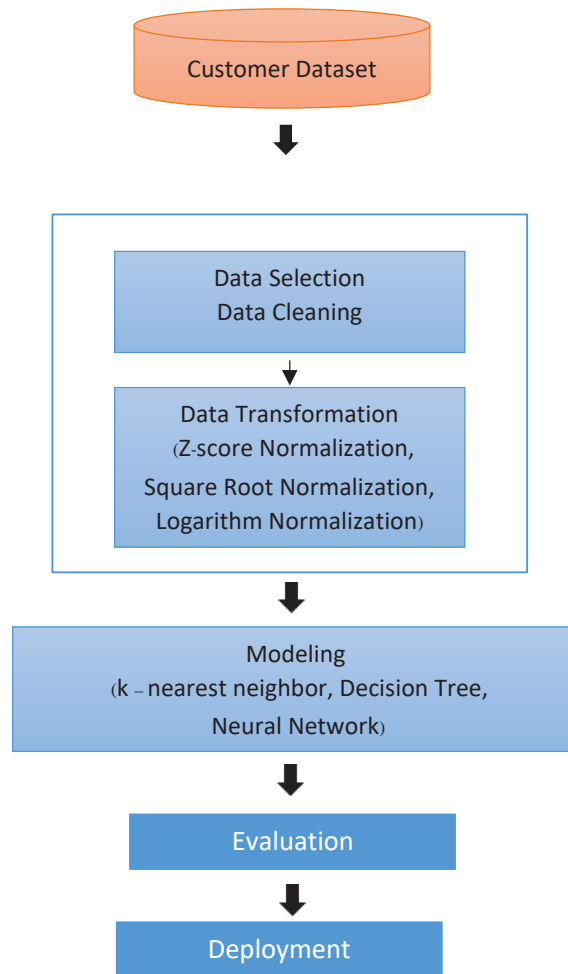 Customer Dataset
Data Selection
Data Cleaning
Data Transformation
(Z-score Normalization,
Square Root Normalization,
Logarithm Normalization)
Modeling
(k – nearest neighbor, Decision Tree,
Neural Network)
Evaluation
Deployment